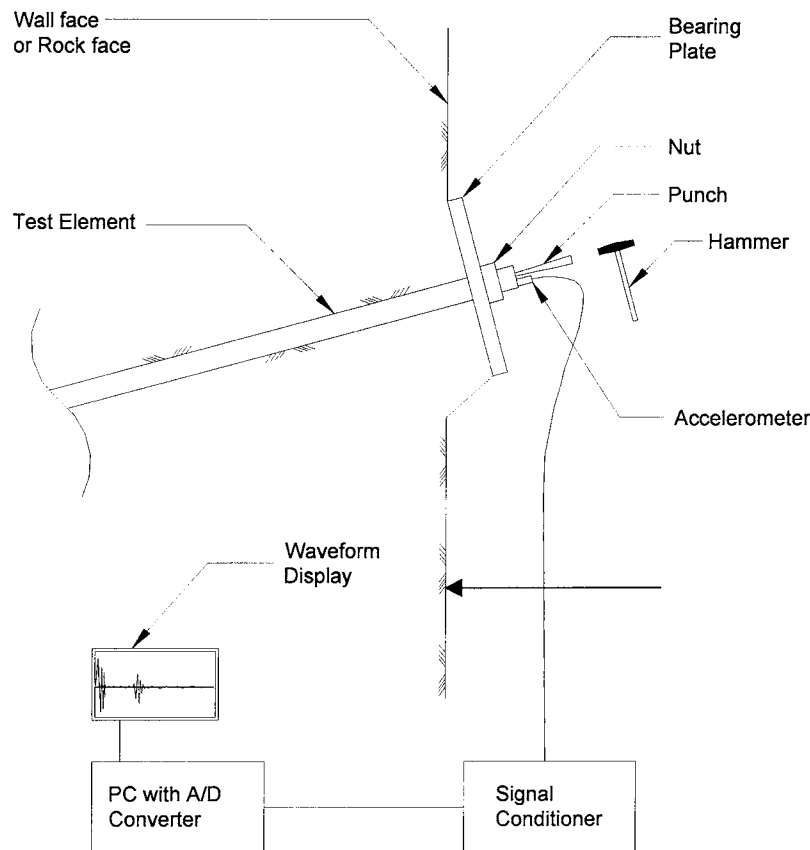 Wall face
or Rock face
Bearing
Plate
Nut
Punch
Test Element
Hammer
Accelerometer
Waveform
Display
PC with A/D
Converter
Signal
Conditioner